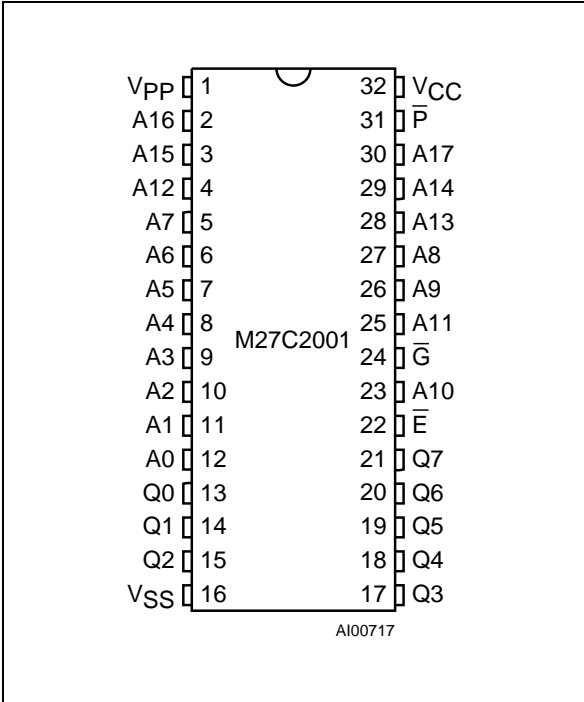 VPP 1 32 VCC
A16 2 31 P̅
A15 3 30 A17
A12 4 29 A14
A7 5 28 A13
A6 6 27 A8
A5 7 26 A9
A4 8 25 A11
M27C2001
A3 9 24 G̅
A2 10 23 A10
A1 11 22 E̅
A0 12 21 Q7
Q0 13 20 Q6
Q1 14 19 Q5
Q2 15 18 Q4
VSS 16 17 Q3
AI00717